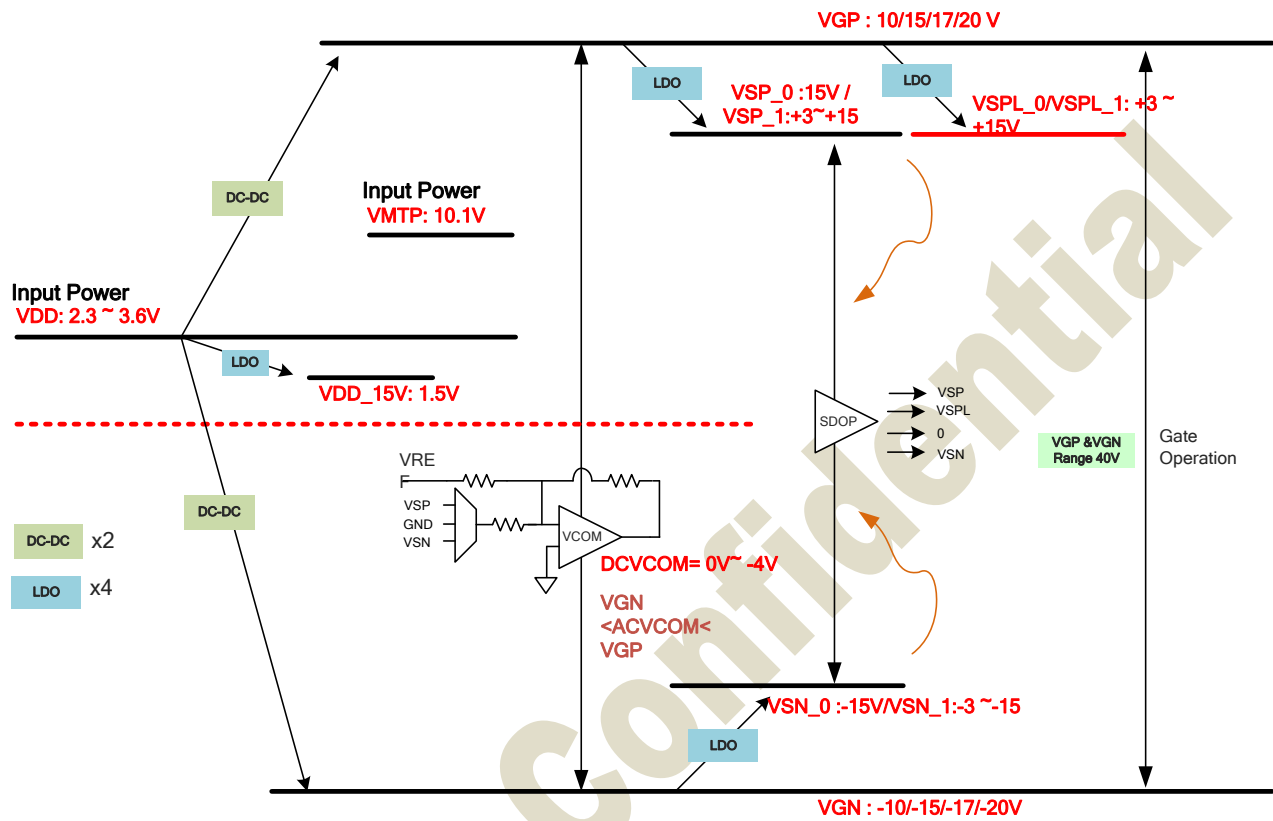 VGP : 10/15/17/20 V
LDO
LDO
VSP_0 :15V /
VSP_1:+3~+15
VSPL_0/VSPL_1: +3 ~
+15V
DC-DC
Input Power
VMTP: 10.1V
Input Power
VDD: 2.3 ~ 3.6V
LDO
VDD_15V: 1.5V
SDOP
VSP
VSPL
0
VSN
VGP &VGN
Range 40V
Gate
Operation
VRE
F
VSP
GND
VSN
VCOM
DC-DC
DC-DC
x2
LDO
x4
DCVCOM= 0V~ -4V
VGN
<ACVCOM<
VGP
VSN_0 :-15V/VSN_1:-3 ~-15
LDO
VGN : -10/-15/-17/-20V
Confidential